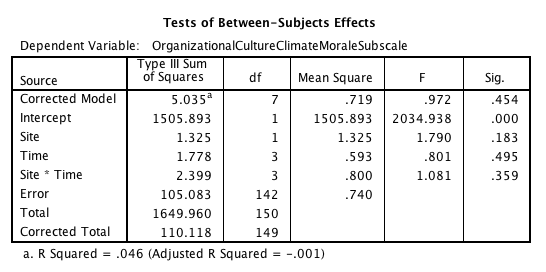 Tests of Between-Subjects Effects
Dependent Variable: OrganizationalCultureClimateMoraleSubscale
Source Type III Sum of Squares df Mean Square F Sig.
Corrected Model 5.035a 7 .719 .972 .454
Intercept 1505.893 1 1505.893 2034.938 .000
Site 1.325 1 1.325 1.790 .183
Time 1.778 3 .593 .801 .495
Site * Time 2.399 3 .800 1.081 .359
Error 105.083 142 .740
Total 1649.960 150
Corrected Total 110.118 149
a. R Squared = .046 (Adjusted R Squared = -.001)